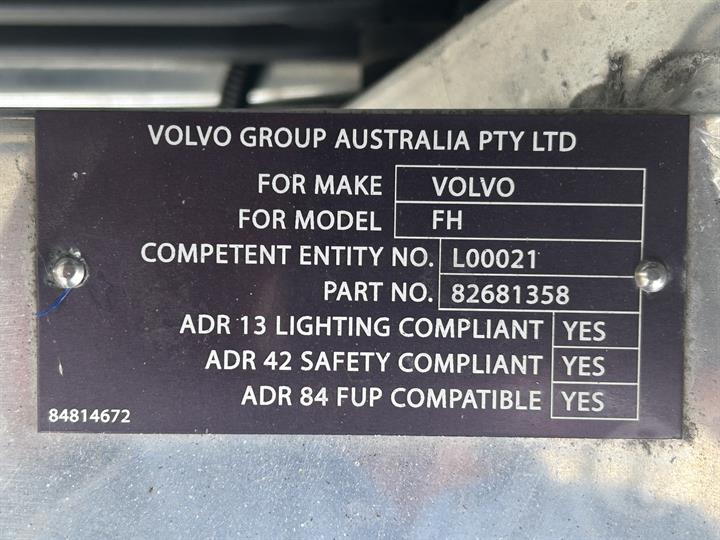 VOLVO GROUP AUSTRALIA PTY LTD
FOR MAKE VOLVO
FOR MODEL FH
COMPETENT ENTITY NO. L00021
PART NO. 82681358
ADR 13 LIGHTING COMPLIANT YES
ADR 42 SAFETY COMPLIANT YES
ADR 84 FUP COMPATIBLE YES
84814672